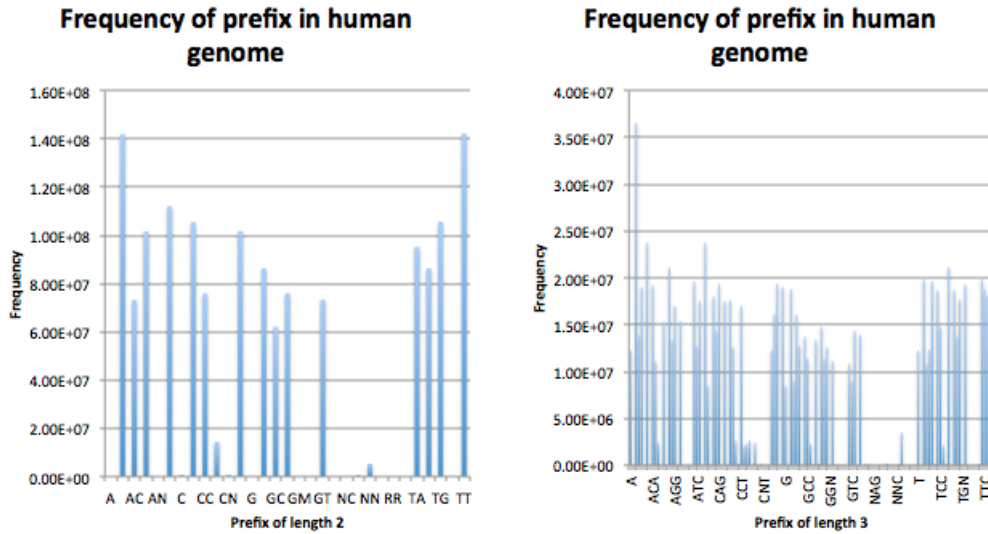 Frequency of prefix in human
genome
1.60E+08
1.40E+08
1.20E+08
1.00E+08
8.00E+07
6.00E+07
4.00E+07
2.00E+07
0.00E+00
Frequency
A AC AN C CC CN G GC GM GT NC NN RR TA TG TT
Prefix of length 2
Frequency of prefix in human
genome
4.00E+07
3.50E+07
3.00E+07
2.50E+07
2.00E+07
1.50E+07
1.00E+07
5.00E+06
0.00E+00
Frequency
A ACA AGG ATC CAG CCT CNT G GCC GGN GTC NAG NNC T TCC TGN TTC
Prefix of length 3